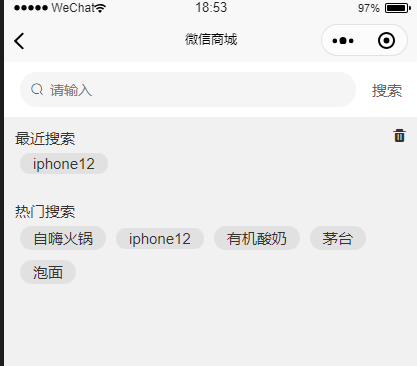 WeChat 18:53 97%
微信商城
请输入 搜索
最近搜索
iphone12
热门搜索
自嗨火锅 iphone12 有机酸奶 茅台
泡面